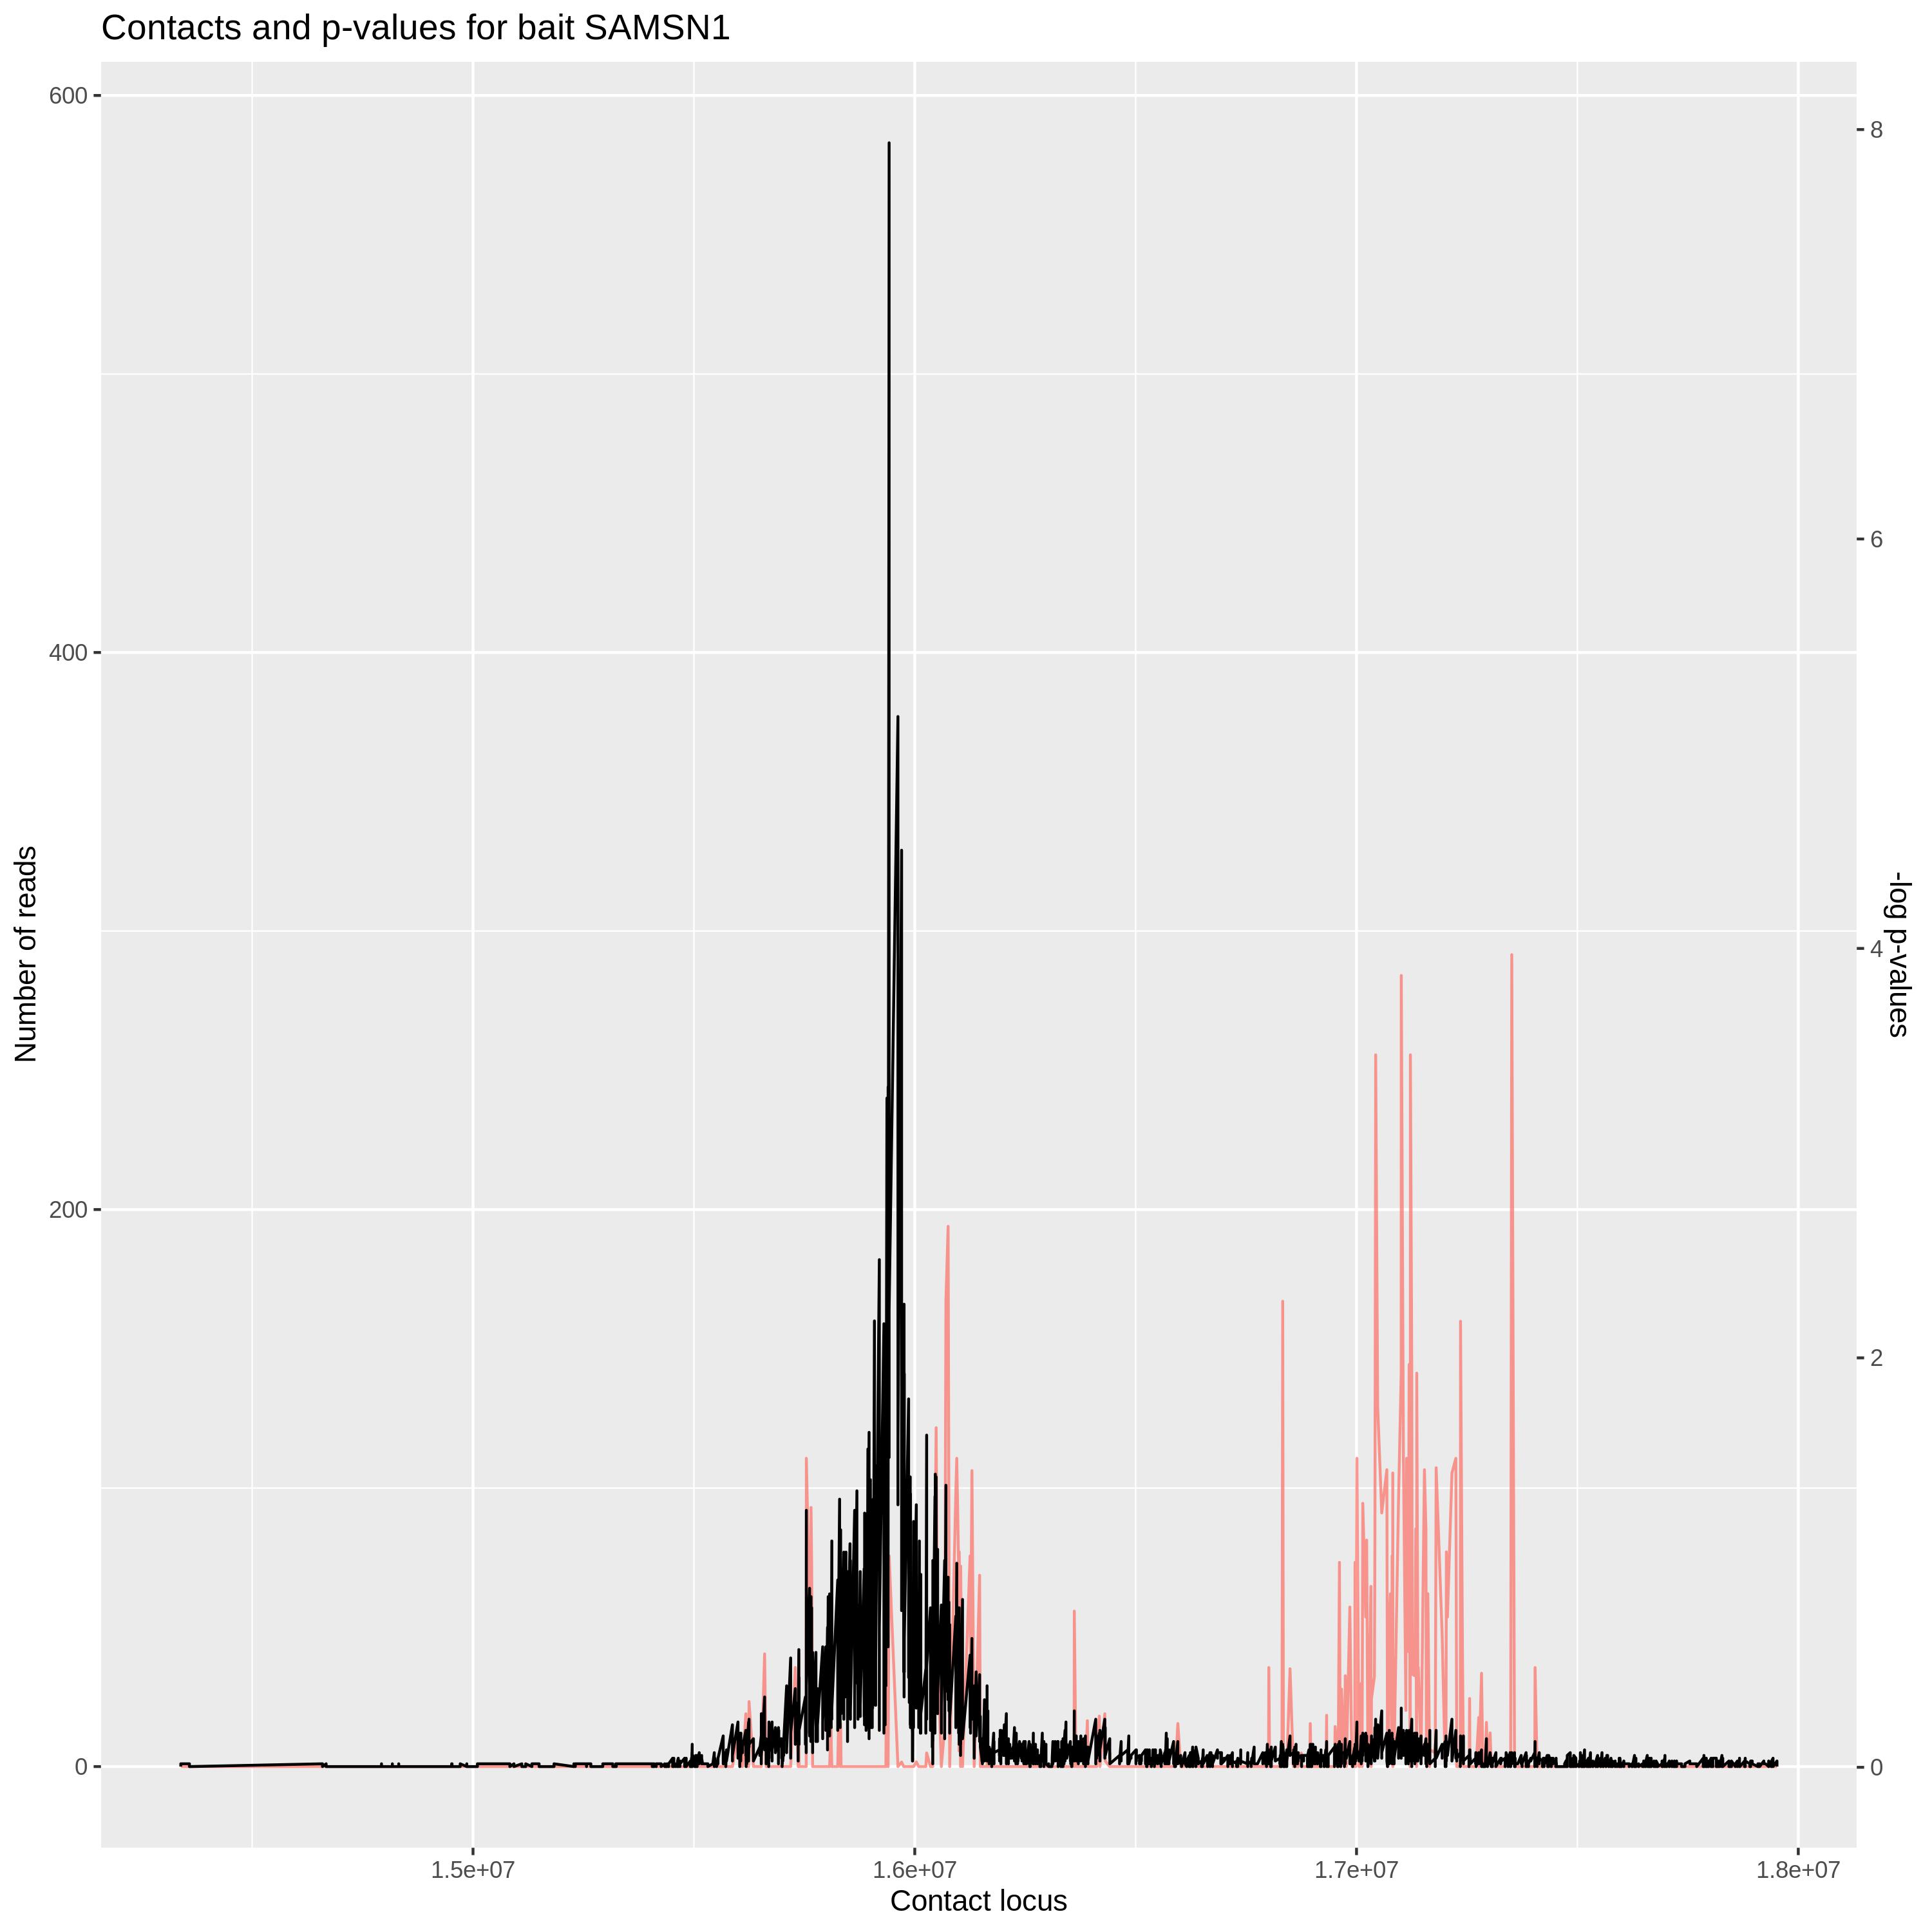 Contacts and p-values for bait SAMSN1
600
400
200
0
Number of reads
8
6
4
2
0
-log p-values
1.5e+07 1.6e+07 1.7e+07 1.8e+07
Contact locus